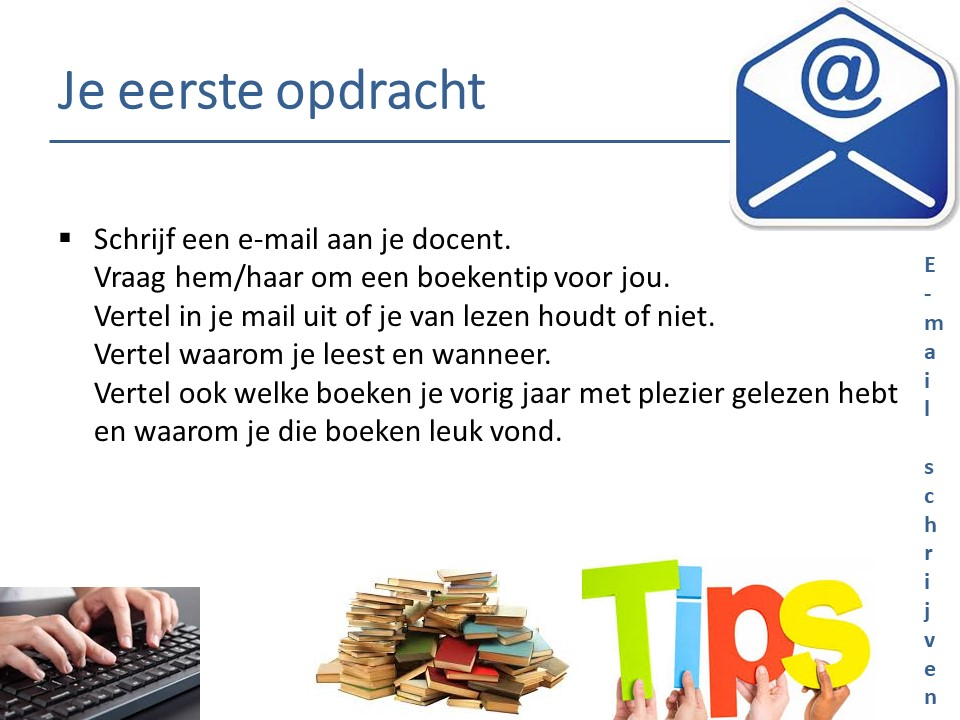 Je eerste opdracht
@
▪ Schrijf een e-mail aan je docent.
Vraag hem/haar om een boekentip voor jou.
Vertel in je mail uit of je van lezen houdt of niet.
Vertel waarom je leest en wanneer.
Vertel ook welke boeken je vorig jaar met plezier gelezen hebt
en waarom je die boeken leuk vond.
E-mail schrijven
Tips